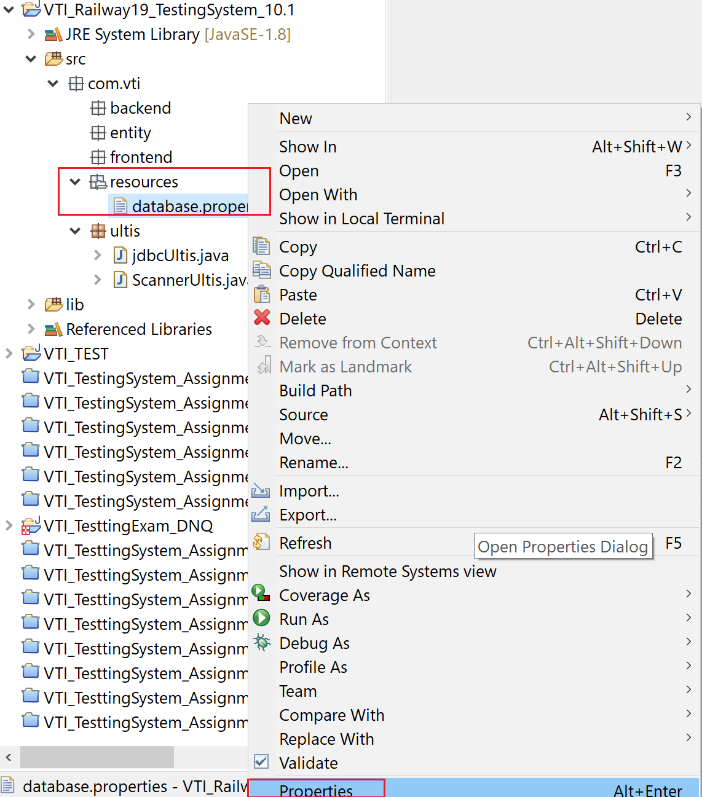 VTI_Railway19_TestingSystem_10.1
JRE System Library [JavaSE-1.8]
src
com.vti
backend
entity
frontend
resources
database.proper
ultis
jdbcUltis.java
ScannerUltis.java
lib
Referenced Libraries
VTI_TEST
VTI_TestingSystem_Assignme
VTI_TestingSystem_Assignme
VTI_TestingSystem_Assignme
VTI_TestingSystem_Assignme
VTI_TestingSystem_Assignme
VTI_TestingSystem_Assignme
VTI_TesttingExam_DNQ
VTI_TesttingSystem_Assignm
VTI_TesttingSystem_Assignm
VTI_TesttingSystem_Assignm
VTI_TesttingSystem_Assignm
VTI_TesttingSystem_Assignm
VTI_TesttingSystem_Assignm
VTI_TesttingSystem_Assignm
VTI_TesttingSystem_Assignm
database.properties - VTI_Railw
New
Show In Alt+Shift+W
Open F3
Open With
Show in Local Terminal
Copy Ctrl+C
Copy Qualified Name
Paste Ctrl+V
Delete Delete
Remove from Context Ctrl+Alt+Shift+Down
Mark as Landmark Ctrl+Alt+Shift+Up
Build Path
Source Alt+Shift+S
Move...
Rename... F2
Import...
Export...
Refresh F5
Open Properties Dialog
Show in Remote Systems view
Coverage As
Run As
Debug As
Profile As
Team
Compare With
Replace With
Validate
Properties Alt+Enter